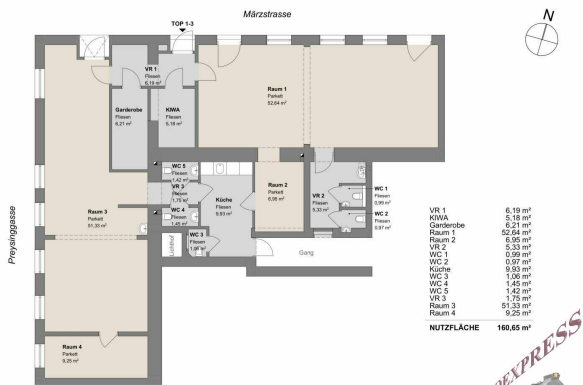 Märzstrasse
N
TOP 1-3
VR 1
Fliesen
6,19 m²
Garderobe
Fliesen
6,21 m²
KIWA
Fliesen
5,18 m²
Raum 1
Parkett
52,64 m²
WC 5
Fliesen
1,42 m²
VR 3
Fliesen
1,75 m²
WC 4
Fliesen
1,45 m²
Küche
Fliesen
9,93 m²
Raum 2
Parkett
6,95 m²
VR 2
Fliesen
5,33 m²
WC 1
Fliesen
0,99 m²
WC 2
Fliesen
0,97 m²
Raum 3
Parkett
51,33 m²
WC 3
Fliesen
1,06 m²
Lichthof
Gang
Preysinggasse
Raum 4
Parkett
9,25 m²
VR 1 6,19 m²
KIWA 5,18 m²
Garderobe 6,21 m²
Raum 1 52,64 m²
Raum 2 6,95 m²
VR 2 5,33 m²
WC 1 0,99 m²
WC 2 0,97 m²
Küche 9,93 m²
WC 3 1,06 m²
WC 4 1,45 m²
WC 5 1,42 m²
VR 3 1,75 m²
Raum 3 51,33 m²
Raum 4 9,25 m²
NUTZFLÄCHE 160,65 m²